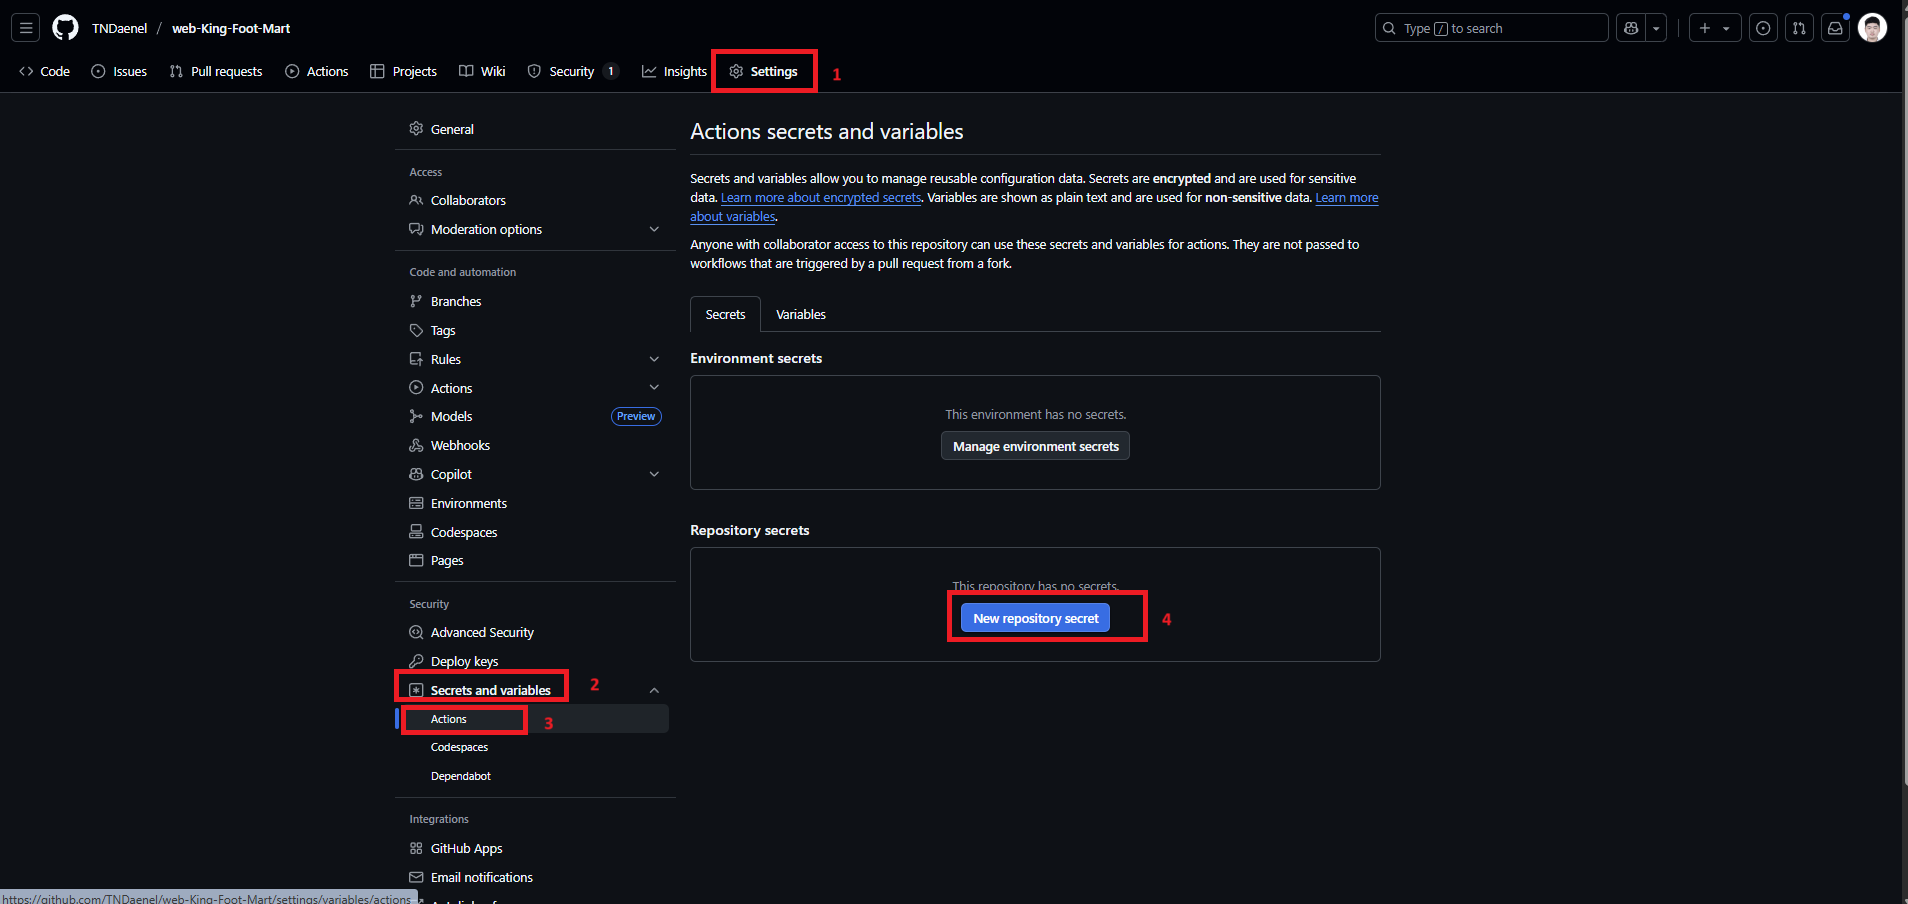 TNDaenel / web-King-Foot-Mart
Type / to search
Code
Issues
Pull requests
Actions
Projects
Wiki
Security 1
Insights
Settings
1
General
Access
Collaborators
Moderation options
Code and automation
Branches
Tags
Rules
Actions
Models Preview
Webhooks
Copilot
Environments
Codespaces
Pages
Security
Advanced Security
Deploy keys
Secrets and variables 2
Actions 3
Codespaces
Dependabot
Integrations
GitHub Apps
Email notifications
Actions secrets and variables
Secrets and variables allow you to manage reusable configuration data. Secrets are encrypted and are used for sensitive
data. Learn more about encrypted secrets. Variables are shown as plain text and are used for non-sensitive data. Learn more
about variables.
Anyone with collaborator access to this repository can use these secrets and variables for actions. They are not passed to
workflows that are triggered by a pull request from a fork.
Secrets
Variables
Environment secrets
This environment has no secrets.
Manage environment secrets
Repository secrets
This repository has no secrets.
New repository secret 4
https://github.com/TNDaenel/web-King-Foot-Mart/settings/variables/actions